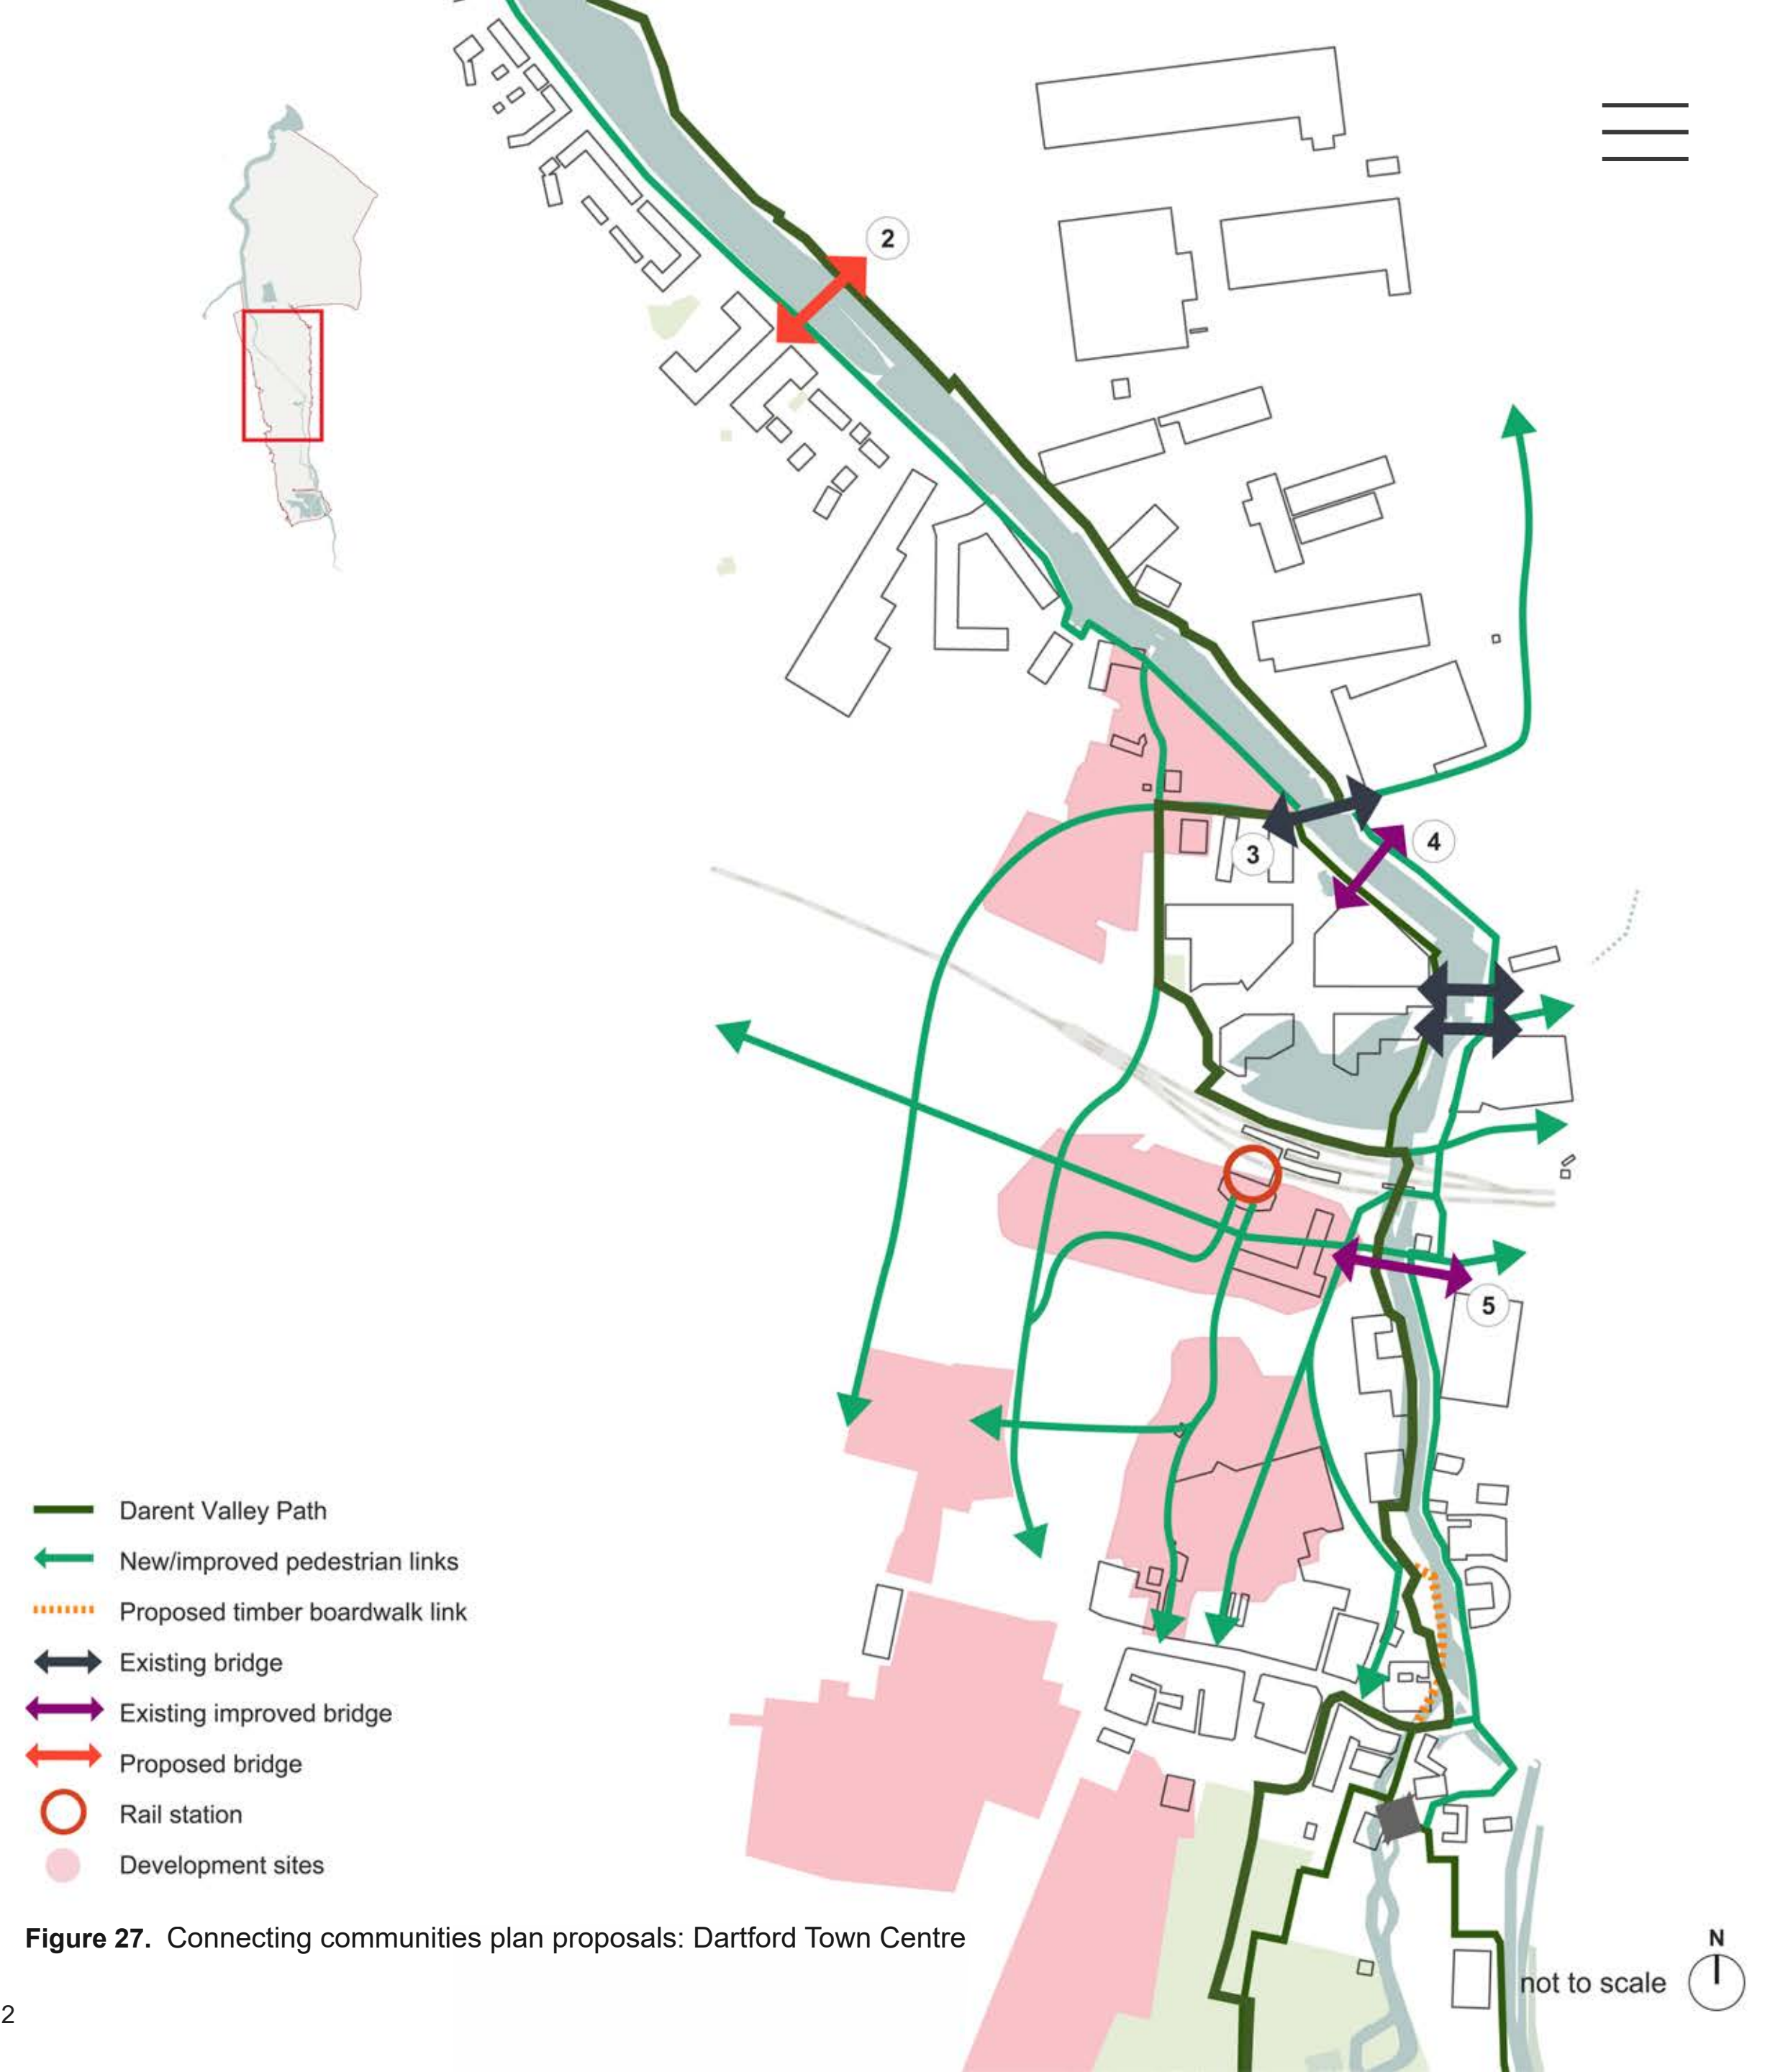 2
4
3
5
Darent Valley Path
New/improved pedestrian links
Proposed timber boardwalk link
Existing bridge
Existing improved bridge
Proposed bridge
Rail station
Development sites
Figure 27. Connecting communities plan proposals: Dartford Town Centre
N
not to scale
2